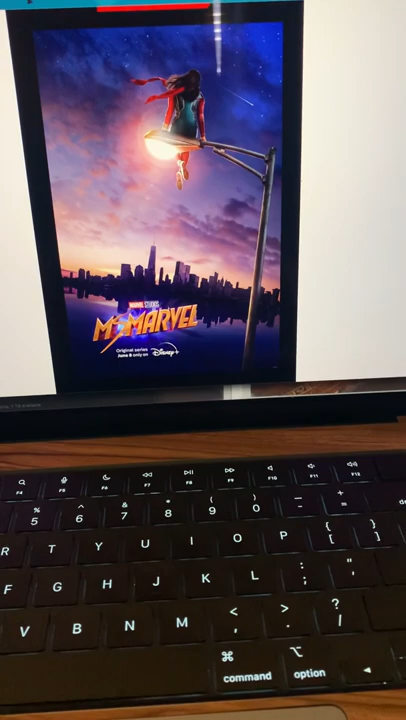 MARVEL STUDIOS
MS. MARVEL
Original series
June 8 only on Disney+
F4 F5 F6 F7 F8 F9 F10 F11 F12
% & * ( ) _ +
5 6 7 8 9 0 - =
^
R T Y U I O P { [ } ]
F G H J K L : ; " '
V B N M < , > . ? /
⌘ ⌥
command option